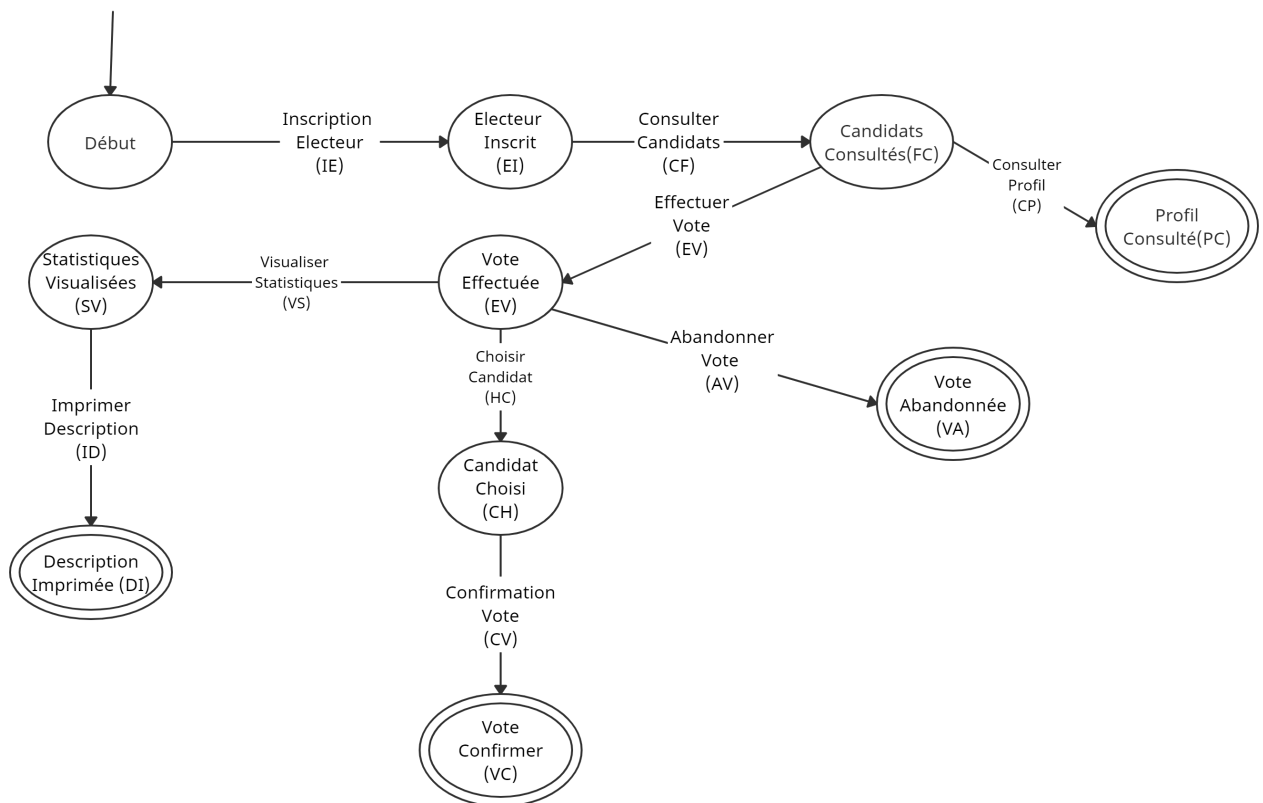 Début
Inscription
Electeur
(IE)
Electeur
Inscrit
(EI)
Consulter
Candidats
(CF)
Candidats
Consultés(FC)
Consulter
Profil
(CP)
Profil
Consulté(PC)
Effectuer
Vote
(EV)
Vote
Effectuée
(EV)
Visualiser
Statistiques
(VS)
Statistiques
Visualisées
(SV)
Imprimer
Description
(ID)
Description
Imprimée (DI)
Abandonner
Vote
(AV)
Vote
Abandonnée
(VA)
Choisir
Candidat
(HC)
Candidat
Choisi
(CH)
Confirmation
Vote
(CV)
Vote
Confirmer
(VC)